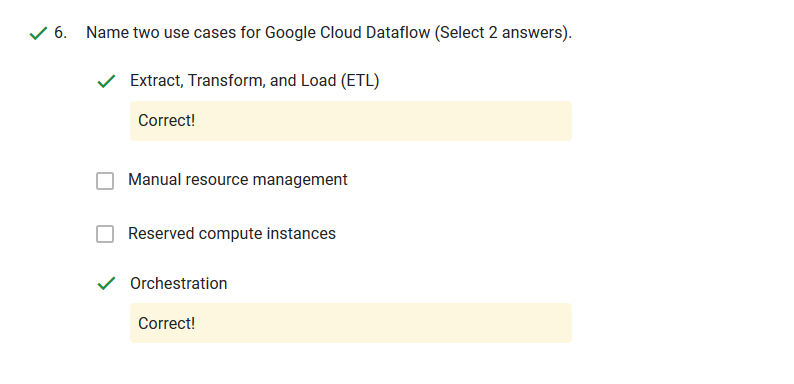 6. Name two use cases for Google Cloud Dataflow (Select 2 answers).
Extract, Transform, and Load (ETL)
Correct!
Manual resource management
Reserved compute instances
Orchestration
Correct!